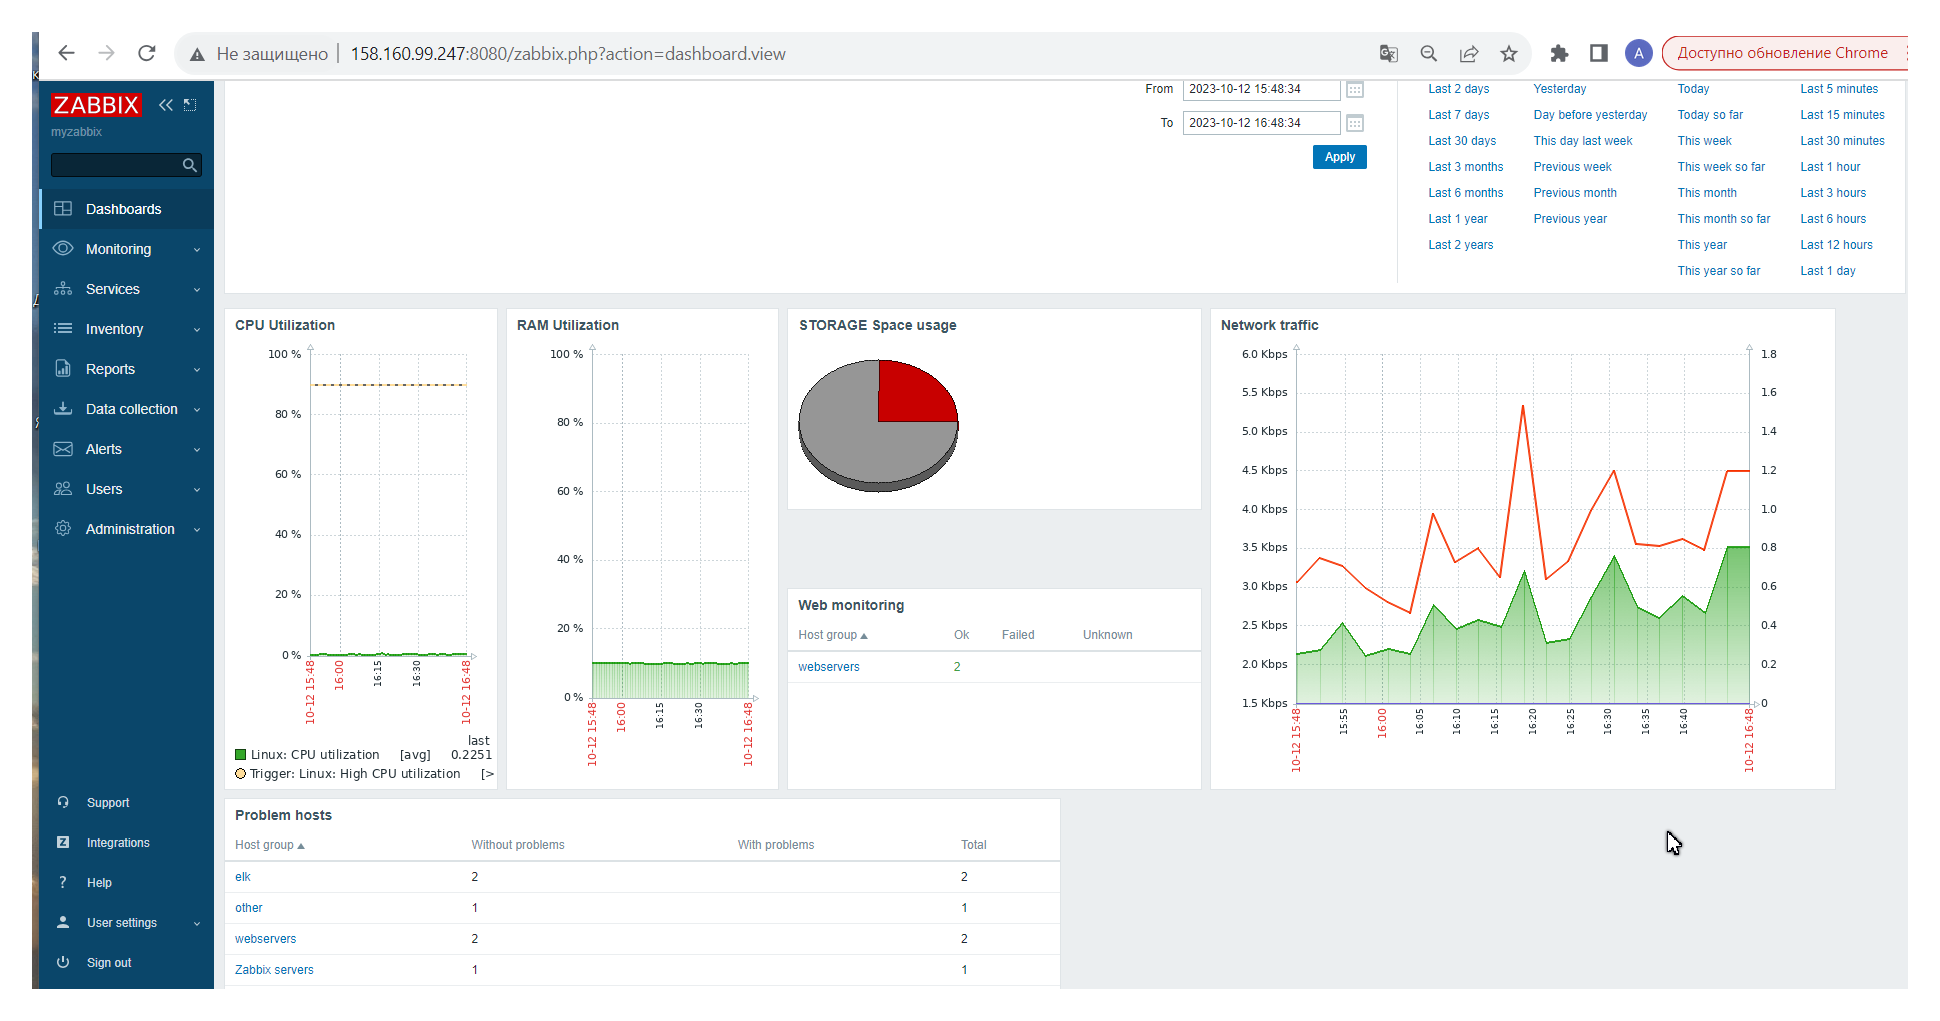 Не защищено 158.160.99.247:8080/zabbix.php?action=dashboard.view A Доступно обновление Chrome
ZABBIX
myzabbix
Dashboards
Monitoring
Services
Inventory
Reports
Data collection
Alerts
Users
Administration
Support
Integrations
Help
User settings
Sign out
From 2023-10-12 15:48:34
To 2023-10-12 16:48:34
Apply
Last 2 days Yesterday Today Last 5 minutes
Last 7 days Day before yesterday Today so far Last 15 minutes
Last 30 days This day last week This week Last 30 minutes
Last 3 months Previous week This week so far Last 1 hour
Last 6 months Previous month This month Last 3 hours
Last 1 year Previous year This month so far Last 6 hours
Last 2 years This year Last 12 hours
This year so far Last 1 day
CPU Utilization
100 %
80 %
60 %
40 %
20 %
0 %
10-12 15:48 16:00 16:15 16:30 10-12 16:48
last
Linux: CPU utilization [avg] 0.2251
Trigger: Linux: High CPU utilization [>
RAM Utilization
100 %
80 %
60 %
40 %
20 %
0 %
10-12 15:48 16:00 16:15 16:30 10-12 16:48
STORAGE Space usage
Web monitoring
Host group ▲ Ok Failed Unknown
webservers 2
Network traffic
6.0 Kbps 1.8
5.5 Kbps 1.6
5.0 Kbps 1.4
4.5 Kbps 1.2
4.0 Kbps 1.0
3.5 Kbps 0.8
3.0 Kbps 0.6
2.5 Kbps 0.4
2.0 Kbps 0.2
1.5 Kbps 0
10-12 15:48 15:55 16:00 16:05 16:10 16:15 16:20 16:25 16:30 16:35 16:40 10-12 16:48
Problem hosts
Host group ▲ Without problems With problems Total
elk 2 2
other 1 1
webservers 2 2
Zabbix servers 1 1